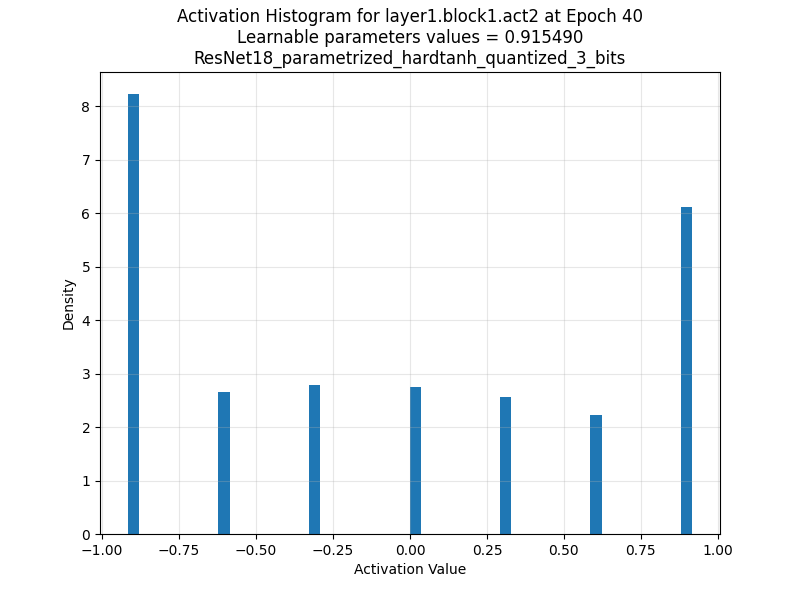 Activation Histogram for layer1.block1.act2 at Epoch 40
Learnable parameters values = 0.915490
ResNet18_parametrized_hardtanh_quantized_3_bits
8
7
6
5
4
3
2
1
0
Density
−1.00 −0.75 −0.50 −0.25 0.00 0.25 0.50 0.75 1.00
Activation Value